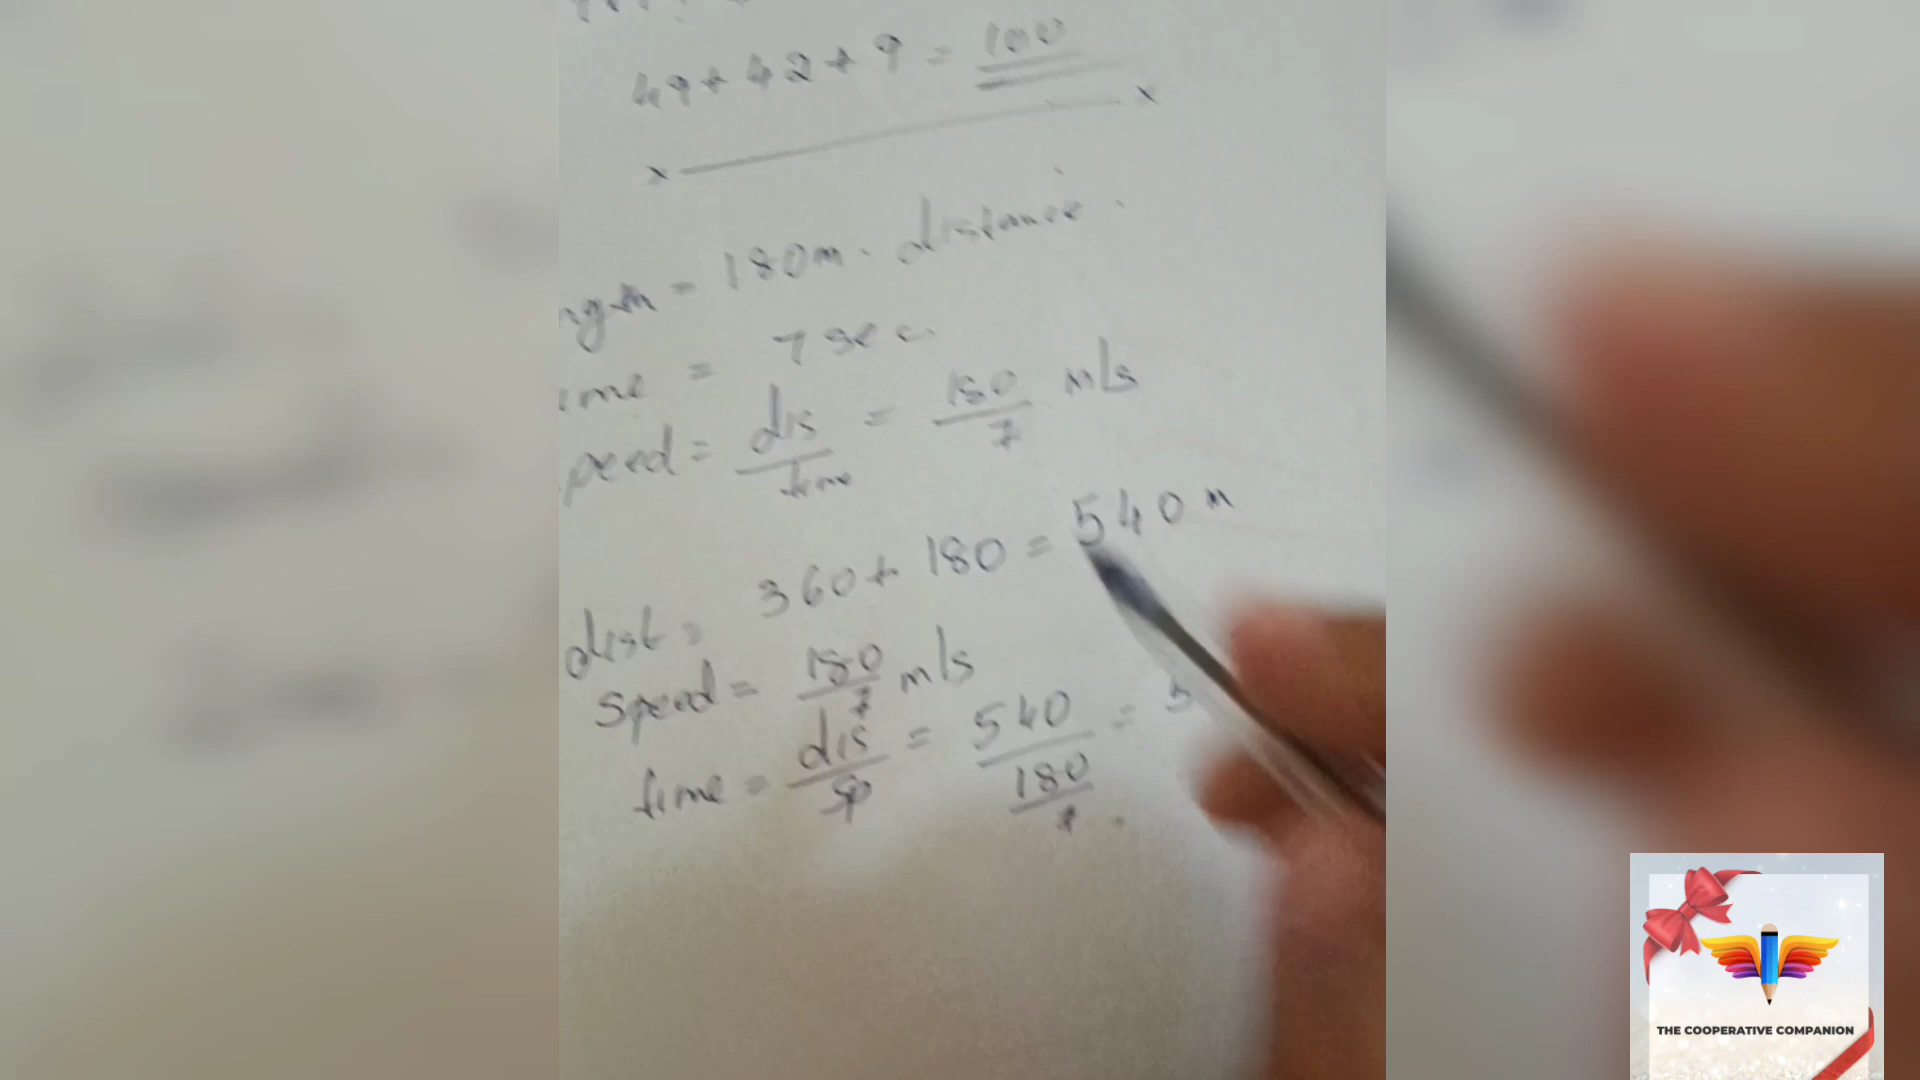 49+42+9 = 100
x x
ngth = 180m. distance.
ime = 7 sec.
peed = dis/time = 180/7 m/s
dist = 360+ 180 = 540 m
Speed = 180/7 m/s
time = dis/sp = 540/180/7 = 5
THE COOPERATIVE COMPANION